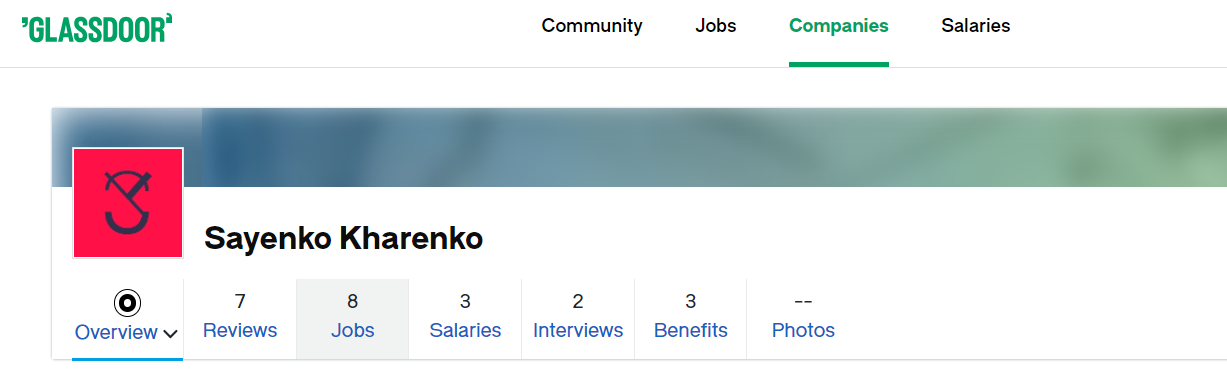 GLASSDOOR
Community Jobs Companies Salaries
Sayenko Kharenko
7 8 3 2 3 --
Overview Reviews Jobs Salaries Interviews Benefits Photos